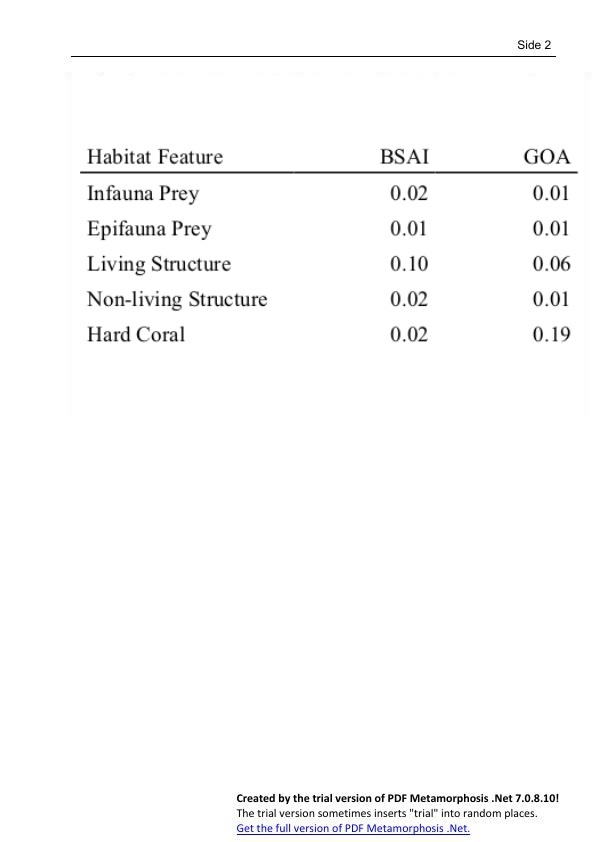 Side 2
Habitat Feature BSAI GOA
Infauna Prey 0.02 0.01
Epifauna Prey 0.01 0.01
Living Structure 0.10 0.06
Non-living Structure 0.02 0.01
Hard Coral 0.02 0.19
Created by the trial version of PDF Metamorphosis .Net 7.0.8.10!
The trial version sometimes inserts "trial" into random places.
Get the full version of PDF Metamorphosis .Net.